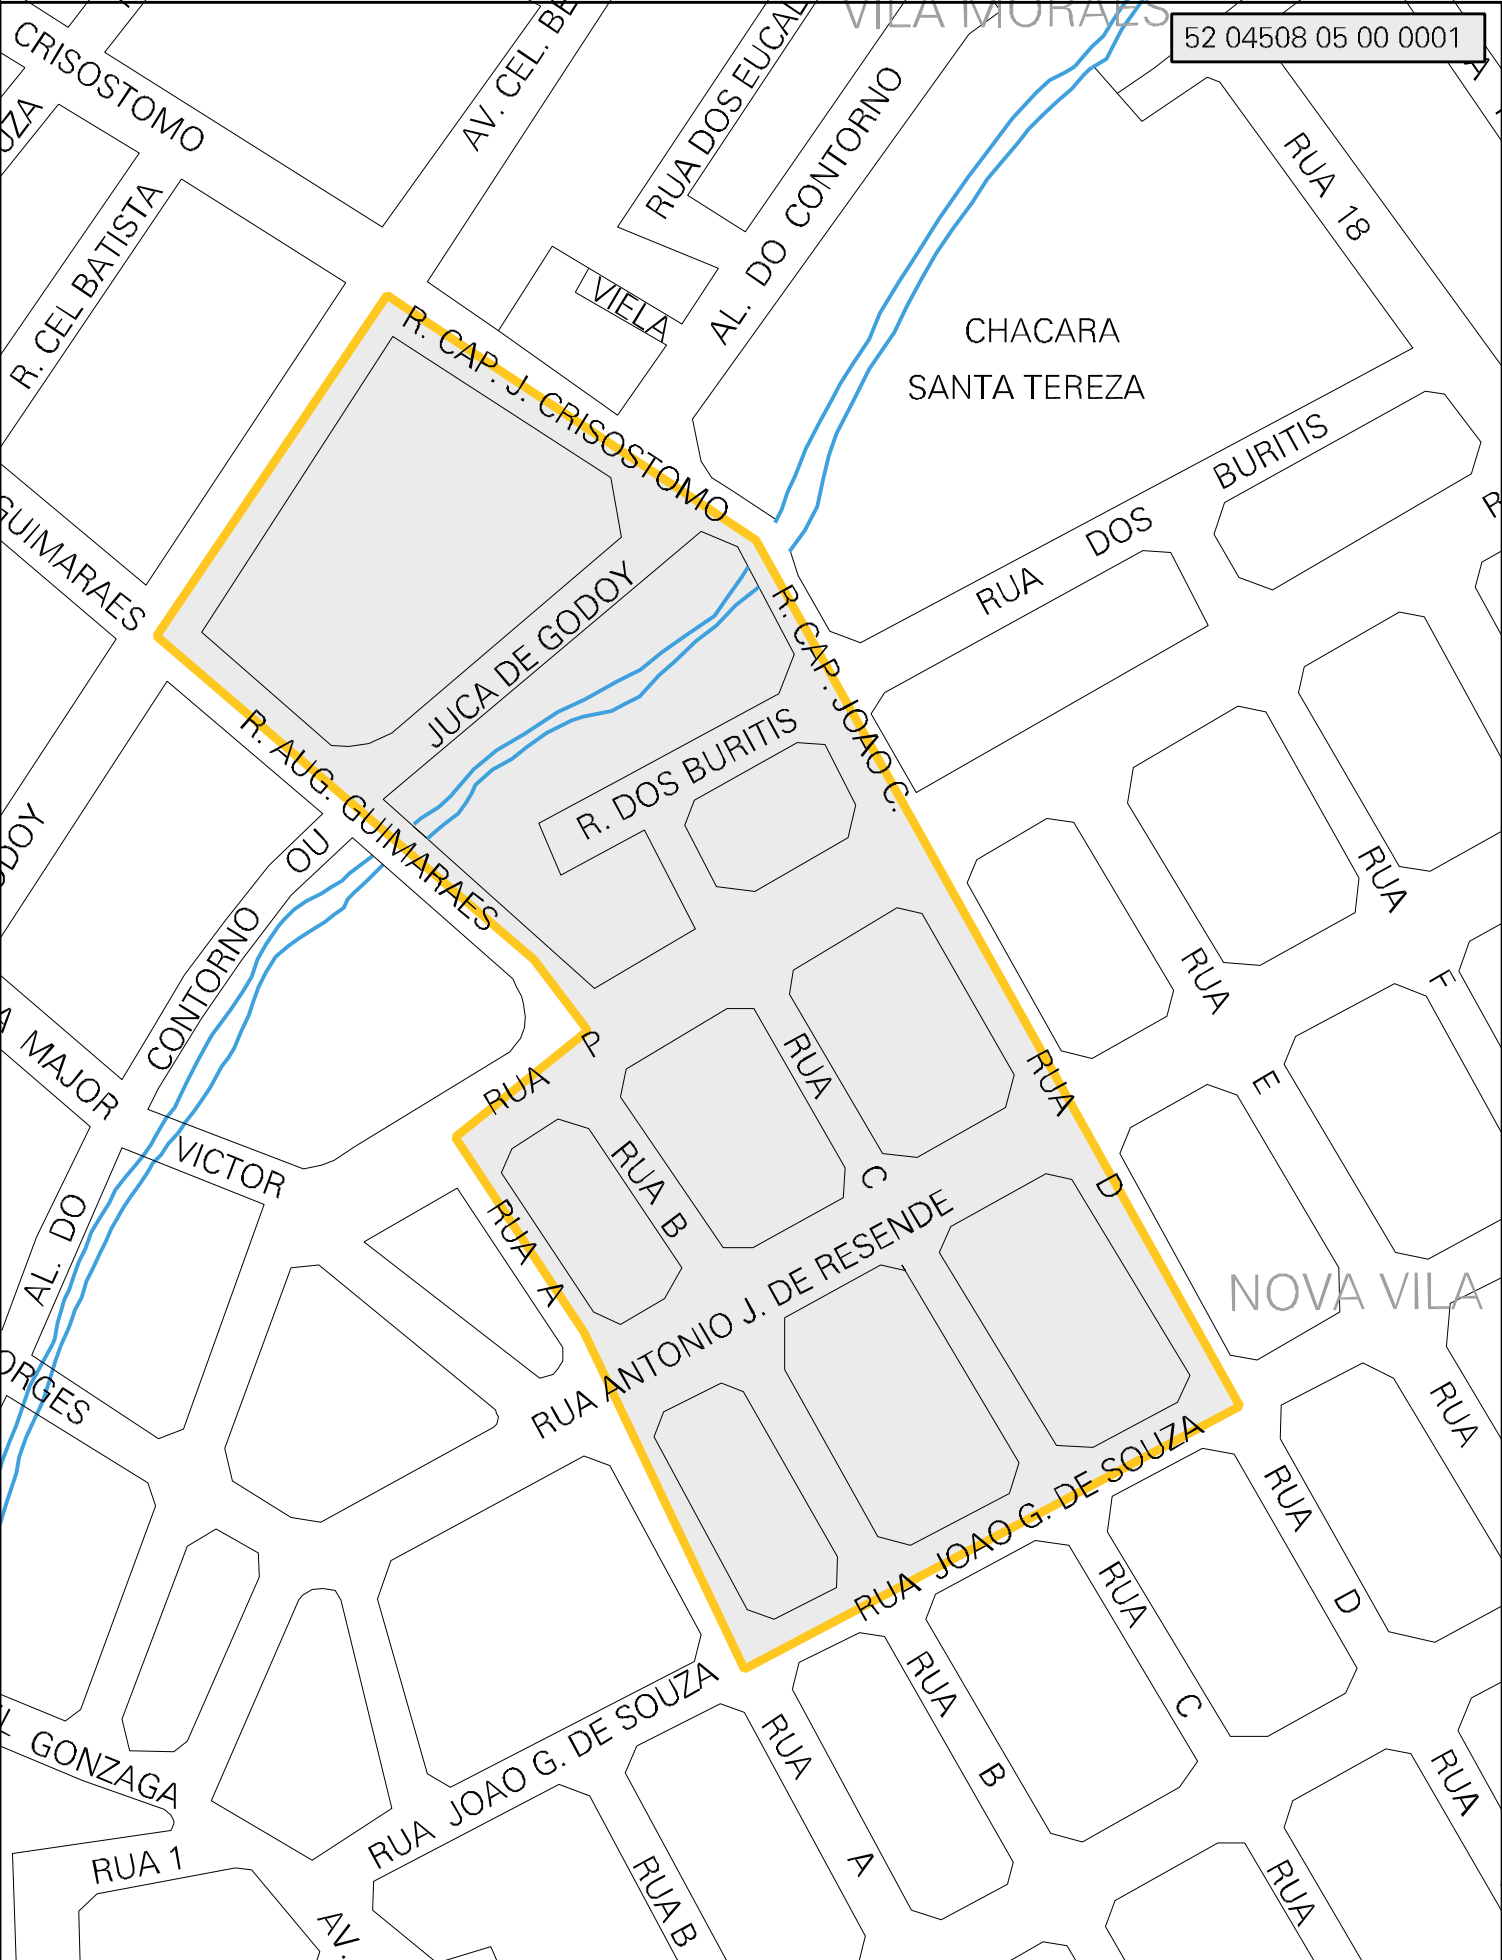 VILA MORAES
52 04508 05 00 0001
CRISOSTOMO
AV. CEL. BE
RUA DOS EUCAL
AL. DO CONTORNO
RUA 18
R. CEL BATISTA
VIELA
R. CAP. J. CRISOSTOMO
CHACARA
SANTA TEREZA
RUA DOS BURITIS
GUIMARAES
JUCA DE GODOY
R. CAP. JOAO C.
R. AUG. GUIMARAES
R. DOS BURITIS
CONTORNO OU
RUA
RUA
F
E
MAJOR
VICTOR
AL. DO
RUA P
RUA C
RUA D
RUA B
RUA A
RUA ANTONIO J. DE RESENDE
NOVA VILA
ORGES
RUA JOAO G. DE SOUZA
RUA
RUA D
RUA C
RUA B
RUA A
RUA JOAO G. DE SOUZA
GONZAGA
RUA 1
AV.
RUA B
RUA
RUA